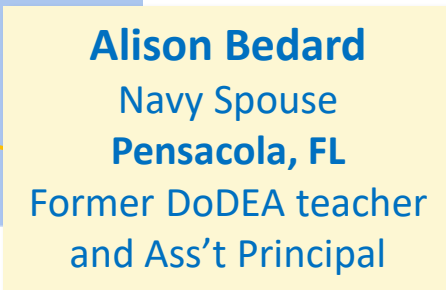 Alison Bedard
Navy Spouse
Pensacola, FL
Former DoDEA teacher
and Ass’t Principal